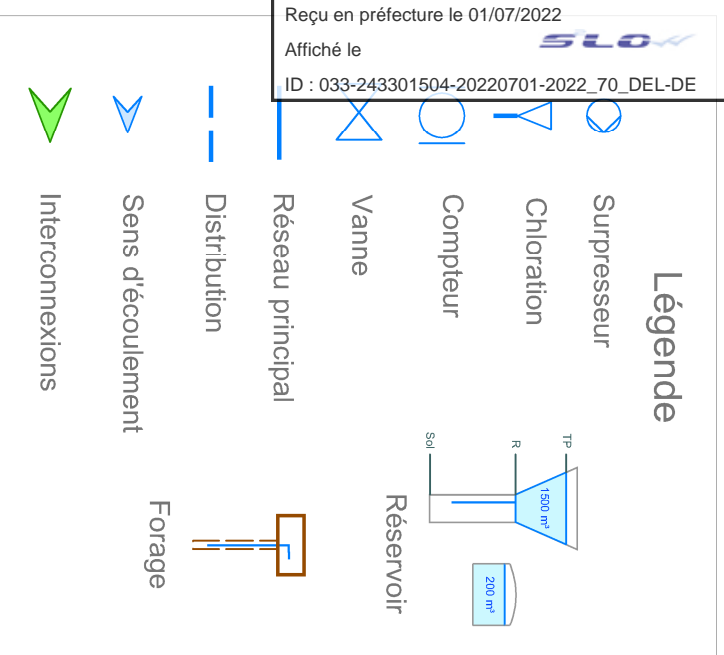 Reçu en préfecture le 01/07/2022
Affiché le
SLOW
ID : 033-243301504-20220701-2022_70_DEL-DE
Légende
Surpresseur
Chloration
Compteur
Vanne
Réseau principal
Distribution
Sens d'écoulement
Interconnexions
TP
R
Sol
1500 m³
200 m³
Réservoir
Forage